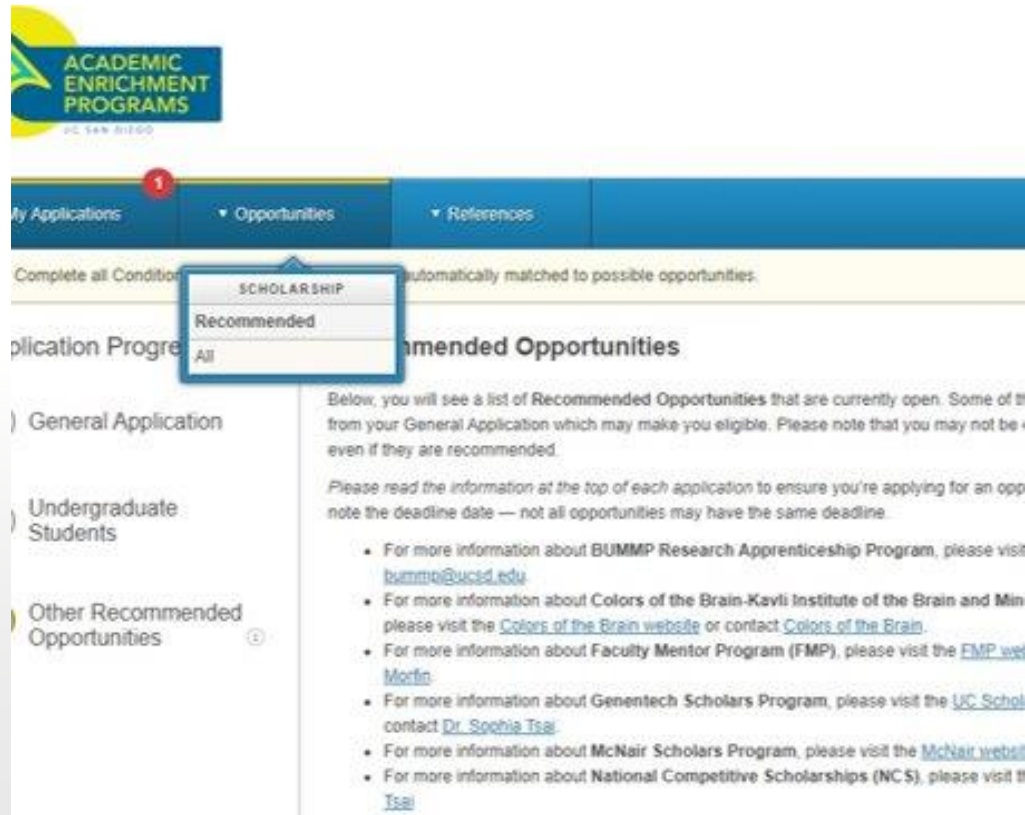 ACADEMIC
ENRICHMENT
PROGRAMS
UC SAN DIEGO
1
My Applications
Opportunities
References
Complete all Condition
automatically matched to possible opportunities.
SCHOLARSHIP
Recommended
All
plication Progre
mmended Opportunities
General Application
Undergraduate
Students
Other Recommended
Opportunities
Below, you will see a list of Recommended Opportunities that are currently open. Some of th
from your General Application which may make you eligible. Please note that you may not be
even if they are recommended.
Please read the information at the top of each application to ensure you're applying for an opp
note the deadline date — not all opportunities may have the same deadline.
• For more information about BUMMP Research Apprenticeship Program, please visit
bummp@ucsd.edu.
• For more information about Colors of the Brain-Kavli Institute of the Brain and Min
please visit the Colors of the Brain website or contact Colors of the Brain.
• For more information about Faculty Mentor Program (FMP), please visit the FMP web
Morfin.
• For more information about Genentech Scholars Program, please visit the UC Schola
contact Dr. Sophia Tsai.
• For more information about McNair Scholars Program, please visit the McNair websit
• For more information about National Competitive Scholarships (NCS), please visit th
Tsai